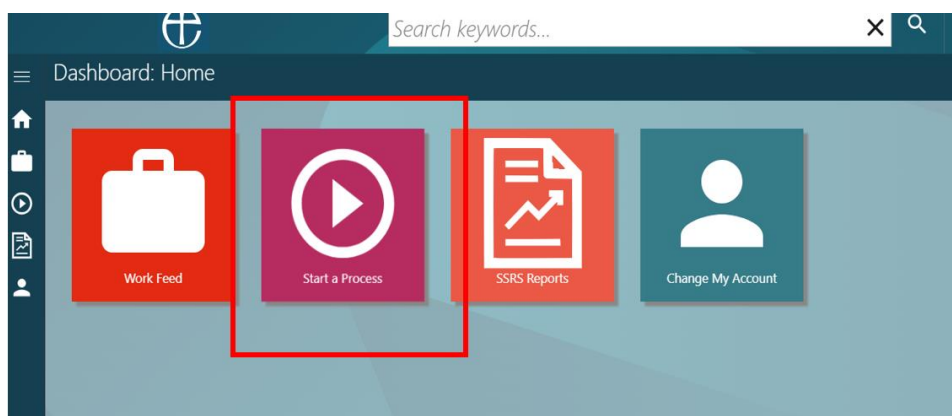 Search keywords...
Dashboard: Home
Work Feed
Start a Process
SSRS Reports
Change My Account